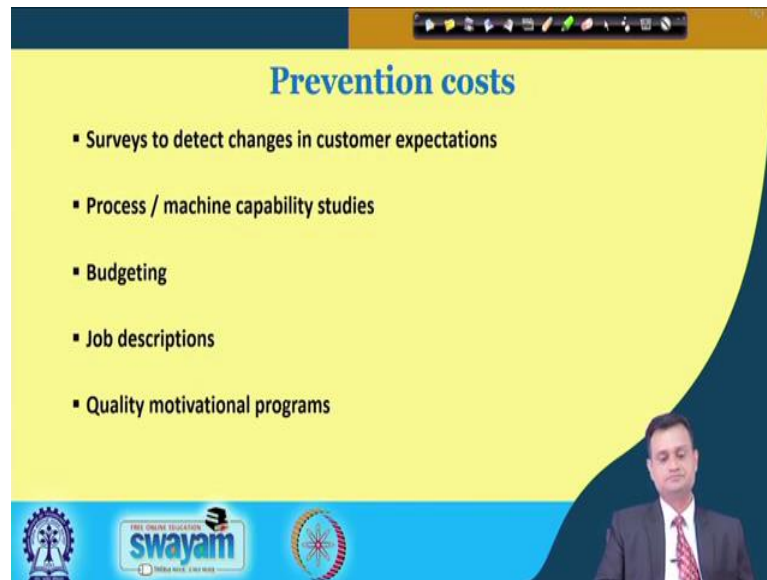 Prevention costs
▪ Surveys to detect changes in customer expectations
▪ Process / machine capability studies
▪ Budgeting
▪ Job descriptions
▪ Quality motivational programs
FREE ONLINE EDUCATION
swayam